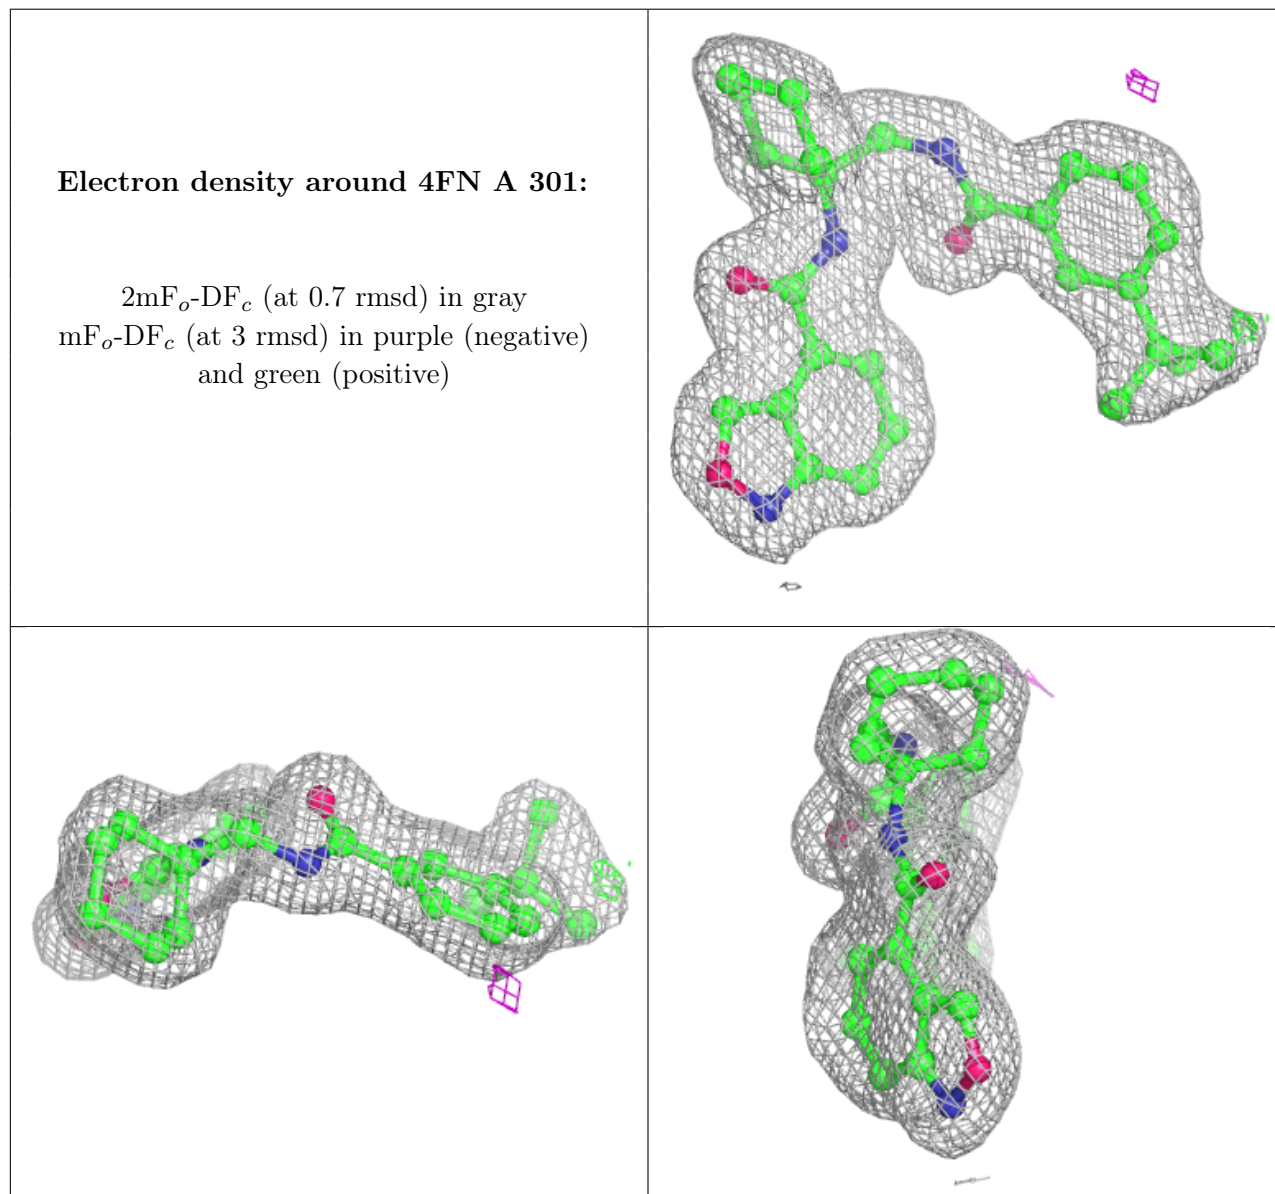 Electron density around 4FN A 301:
2mFo-DFc (at 0.7 rmsd) in gray
mFo-DFc (at 3 rmsd) in purple (negative)
and green (positive)